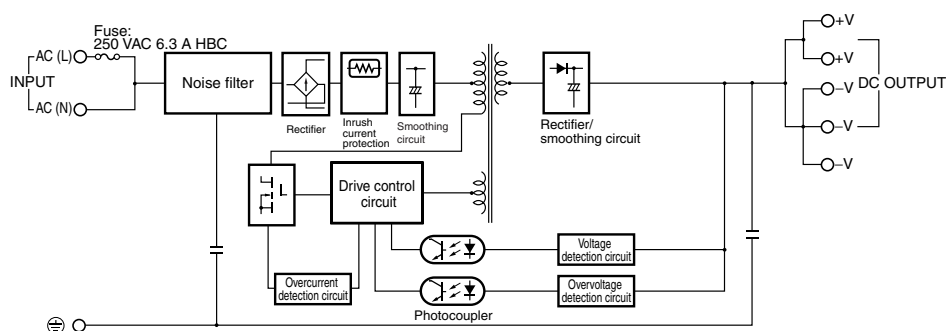 Fuse:
250 VAC 6.3 A HBC
AC (L)
INPUT
AC (N)
Noise filter
Rectifier
Inrush
current
protection
Smoothing
circuit
Rectifier/
smoothing circuit
+V
+V
DC OUTPUT
–V
–V
–V
Drive control
circuit
Overcurrent
detection circuit
Voltage
detection circuit
Overvoltage
detection circuit
Photocoupler